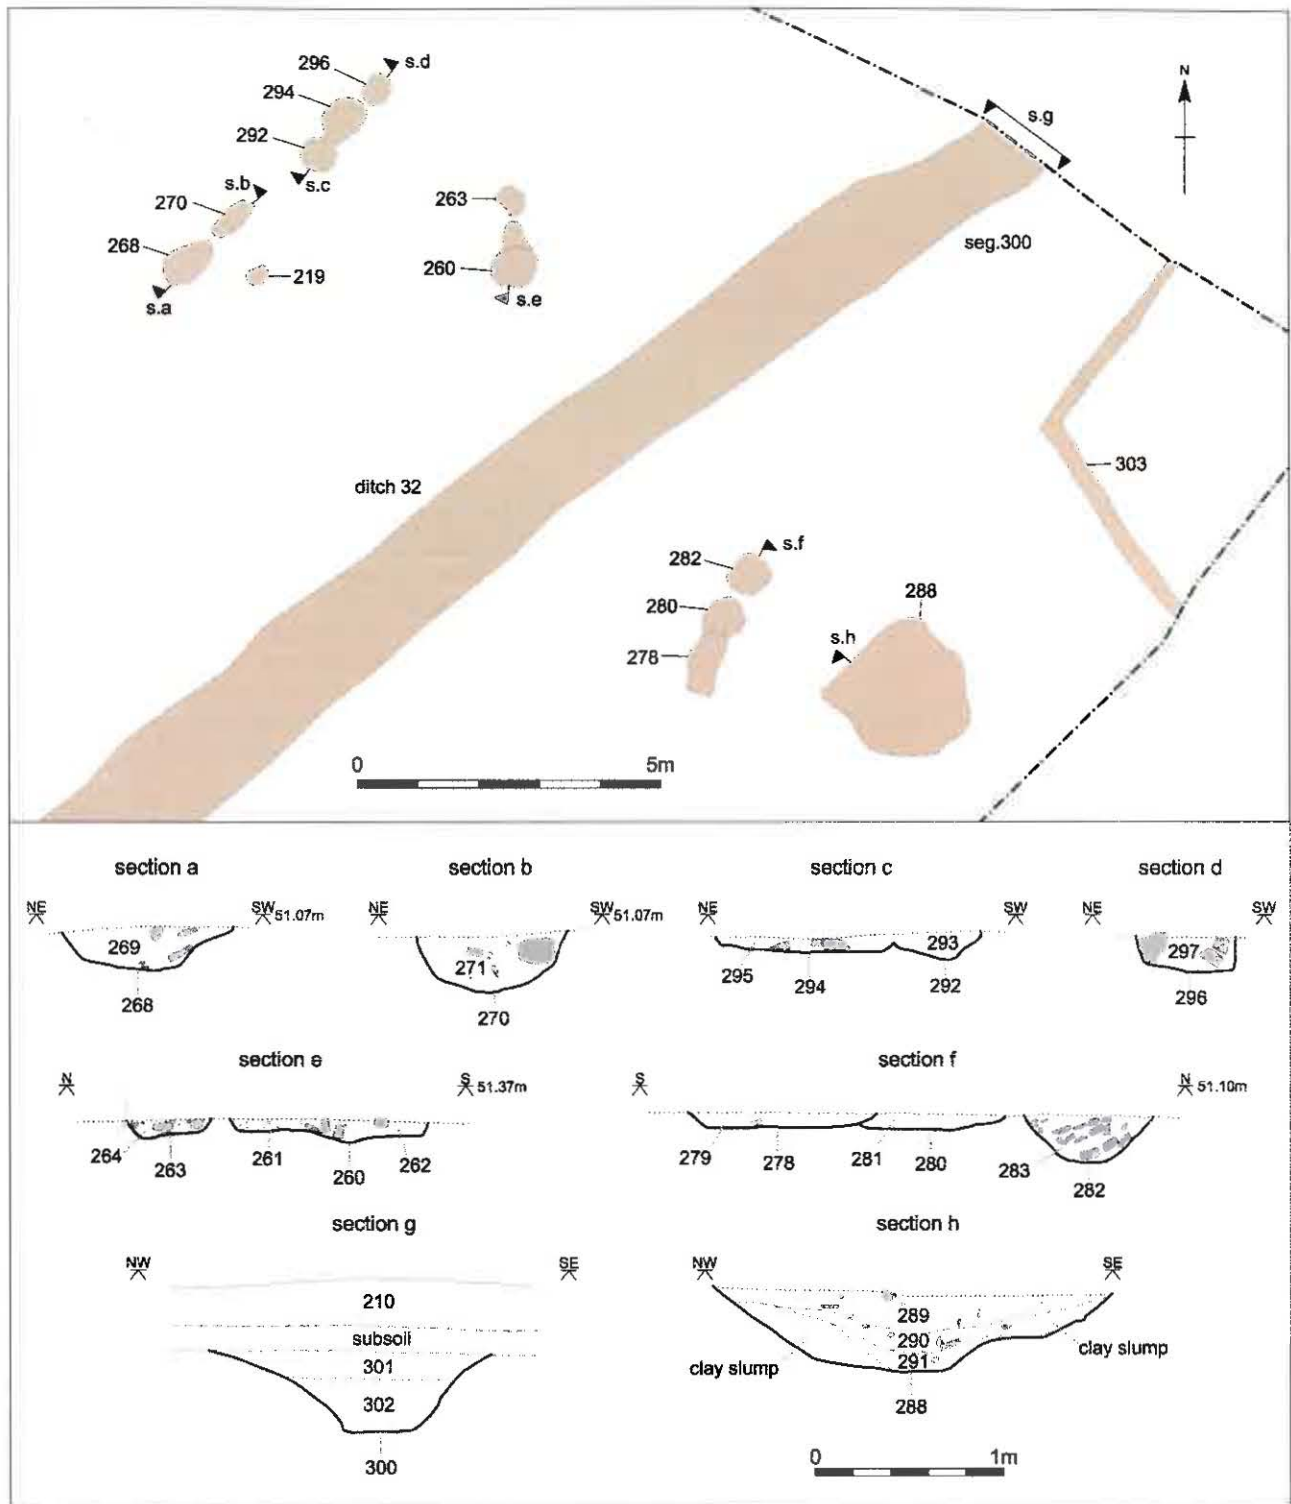 296
s.d
294
s.g
N
292
s.c
s.b
270
263
268
seg.300
219
260
s.e
s.a
303
ditch 32
s.f
282
288
280
s.h
278
0 5m
section a
section b
section c
section d
NE SW 51.07m
NE SW 51.07m
NE SW
NE SW
269
271
293
297
268
270
295 294 292
296
section e
section f
N S 51.37m
S N 51.10m
264 263 261 260 262
279 278 281 280 283 282
section g
section h
NW SE
NW SE
210
subsoil
301
302
300
289
290
291
clay slump
clay slump
288
0 1m